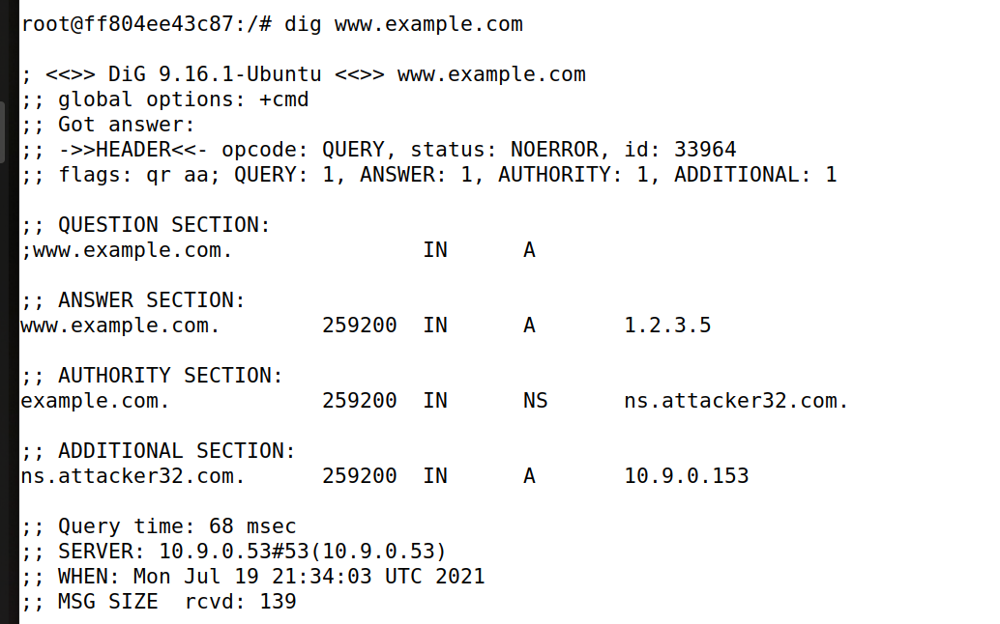 root@ff804ee43c87:/# dig www.example.com
; <<>> DiG 9.16.1-Ubuntu <<>> www.example.com
;; global options: +cmd
;; Got answer:
;; ->>HEADER<<- opcode: QUERY, status: NOERROR, id: 33964
;; flags: qr aa; QUERY: 1, ANSWER: 1, AUTHORITY: 1, ADDITIONAL: 1
;; QUESTION SECTION:
;www.example.com. IN A
;; ANSWER SECTION:
www.example.com. 259200 IN A 1.2.3.5
;; AUTHORITY SECTION:
example.com. 259200 IN NS ns.attacker32.com.
;; ADDITIONAL SECTION:
ns.attacker32.com. 259200 IN A 10.9.0.153
;; Query time: 68 msec
;; SERVER: 10.9.0.53#53(10.9.0.53)
;; WHEN: Mon Jul 19 21:34:03 UTC 2021
;; MSG SIZE  rcvd: 139